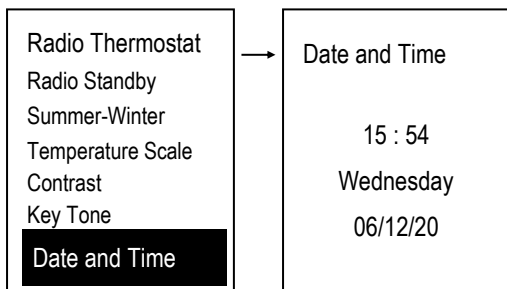 Radio Thermostat
Radio Standby
Summer-Winter
Temperature Scale
Contrast
Key Tone
Date and Time
Date and Time
15 : 54
Wednesday
06/12/20